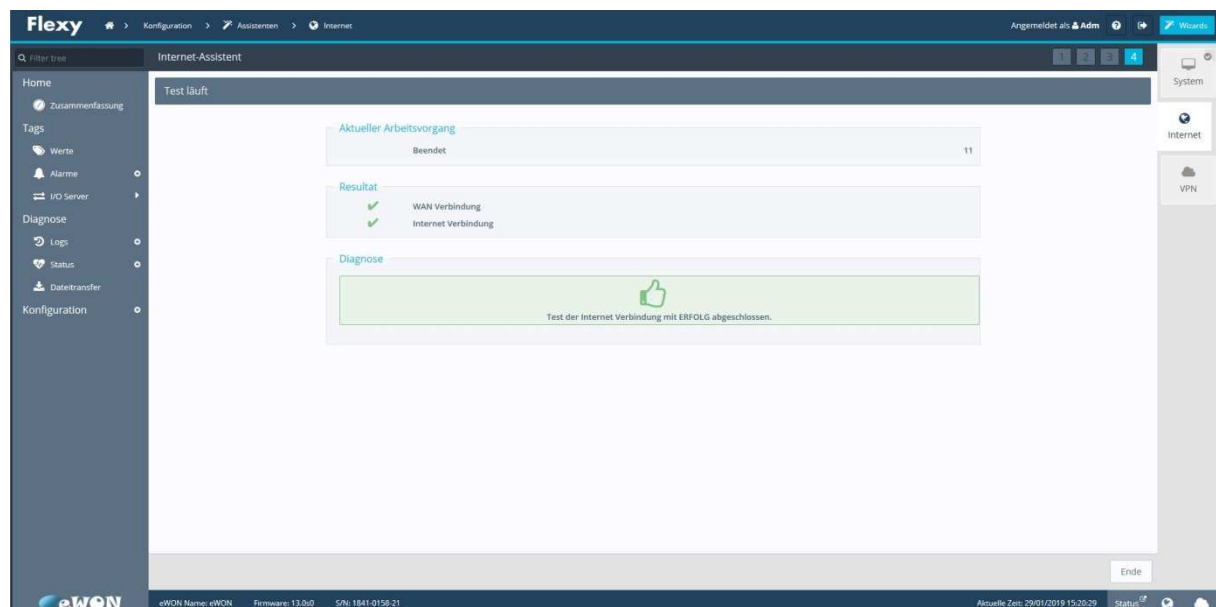 Flexy > Konfiguration > Assistenten > Internet
Angemeldet als Adm
Wizards
Filter tree
Internet-Assistent
1 2 3 4
System
Internet
VPN
Home
Zusammenfassung
Tags
Werte
Alarme
I/O Server
Diagnose
Logs
Status
Dateitransfer
Konfiguration
Test läuft
Aktueller Arbeitsvorgang
Beendet 11
Resultat
WAN Verbindung
Internet Verbindung
Diagnose
Test der Internet Verbindung mit ERFOLG abgeschlossen.
Ende
eWON
eWON Name: eWON Firmware: 13.0s0 S/N: 1841-0158-21
Aktuelle Zeit: 29/01/2019 15:20:29 Status